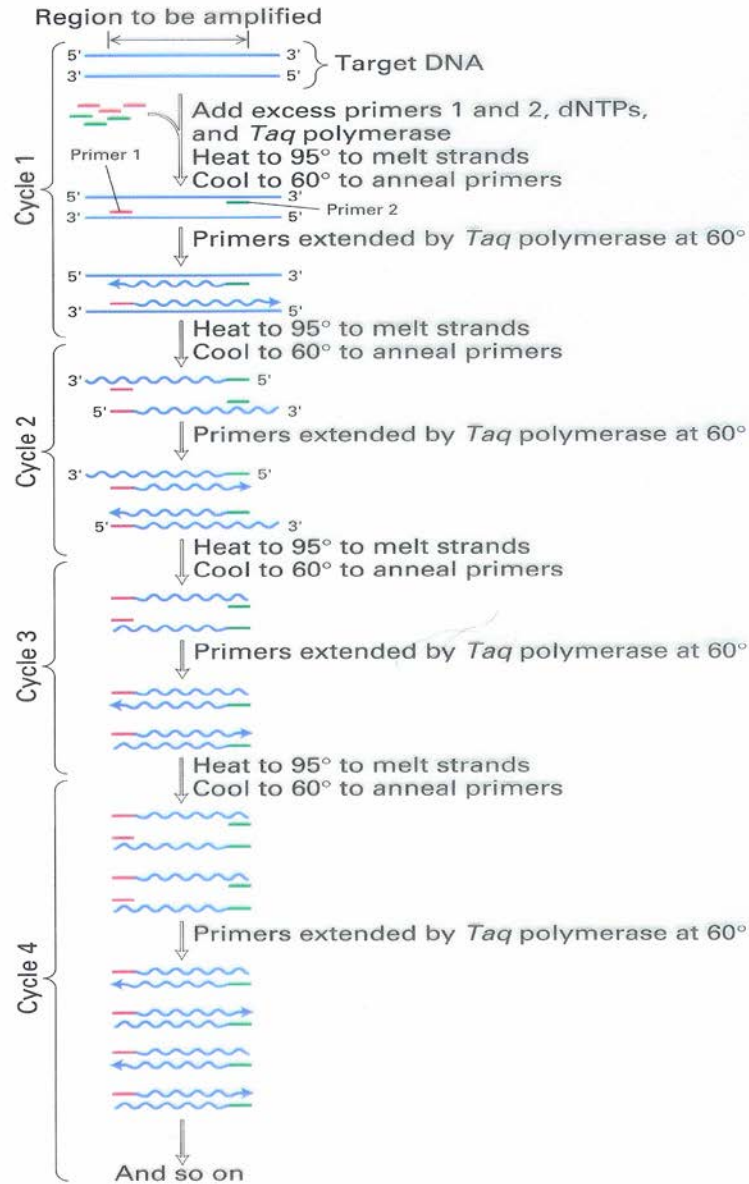 Region to be amplified
5' 3'
3' 5'
Target DNA
Add excess primers 1 and 2, dNTPs,
and Taq polymerase
Heat to 95° to melt strands
Cool to 60° to anneal primers
Primer 1
5' 3'
3' 5'
Primer 2
Cycle 1
Primers extended by Taq polymerase at 60°
5' 3'
3' 5'
Heat to 95° to melt strands
Cool to 60° to anneal primers
3' 5'
5' 3'
Cycle 2
Primers extended by Taq polymerase at 60°
3' 5'
5' 3'
Heat to 95° to melt strands
Cool to 60° to anneal primers
Cycle 3
Primers extended by Taq polymerase at 60°
Heat to 95° to melt strands
Cool to 60° to anneal primers
Cycle 4
Primers extended by Taq polymerase at 60°
And so on